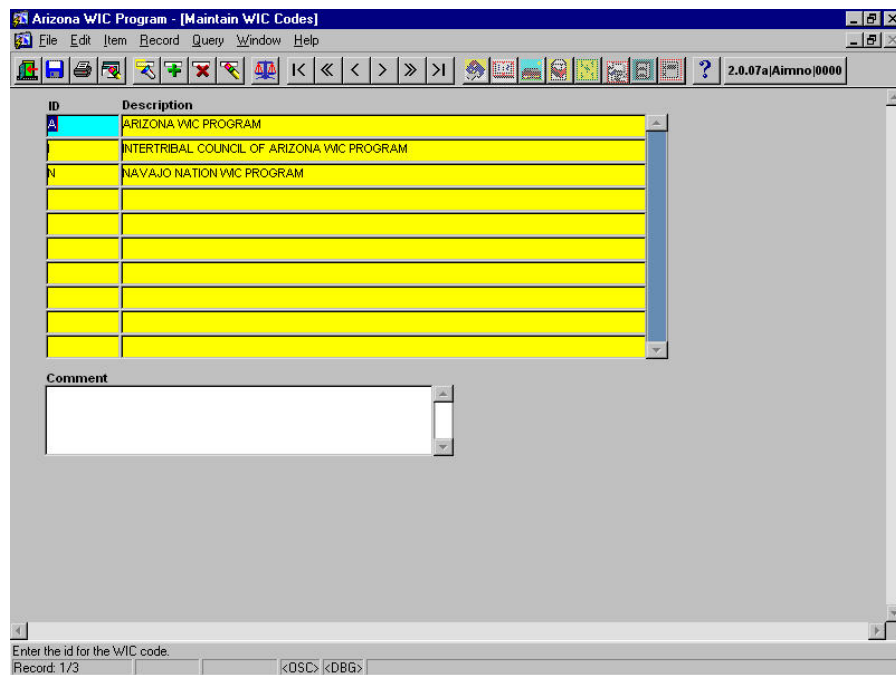 Arizona WIC Program - [Maintain WIC Codes]
File Edit Item Record Query Window Help
2.0.07a|Aimno|0000
ID Description
A ARIZONA WIC PROGRAM
I INTERTRIBAL COUNCIL OF ARIZONA WIC PROGRAM
N NAVAJO NATION WIC PROGRAM
Comment
Enter the id for the WIC code.
Record: 1/3 <OSC> <DBG>